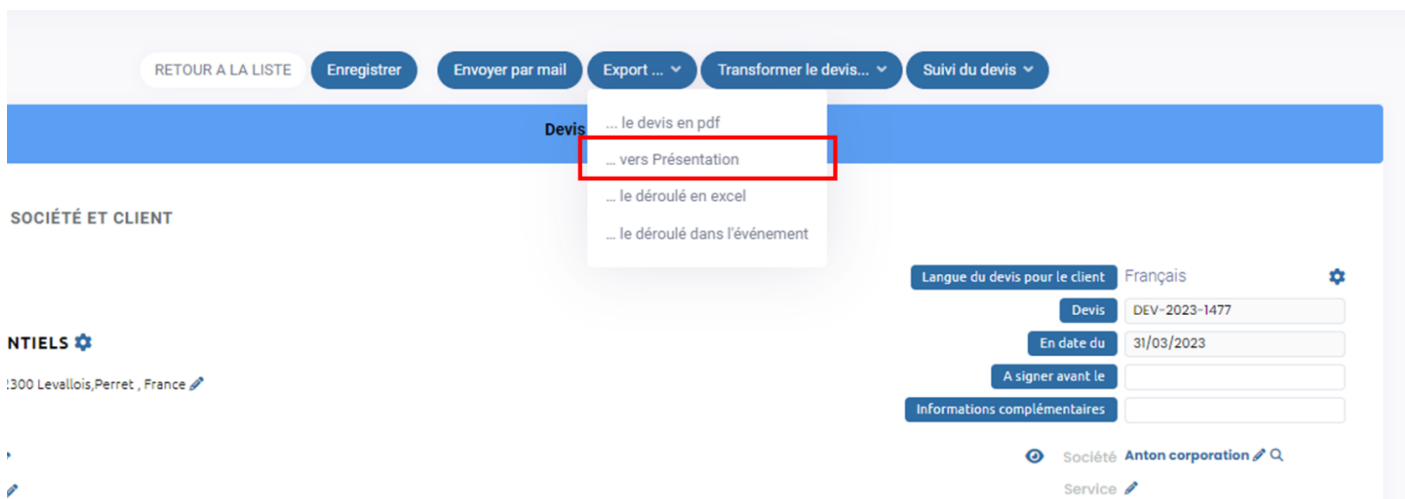 RETOUR A LA LISTE Enregistrer Envoyer par mail Export ... Transformer le devis... Suivi du devis
... le devis en pdf
Devis
... vers Présentation
... le déroulé en excel
SOCIÉTÉ ET CLIENT
... le déroulé dans l'événement
Langue du devis pour le client Français
Devis DEV-2023-1477
NTIELS En date du 31/03/2023
300 Levallois,Perret , France A signer avant le
Informations complémentaires
Société Anton corporation
Service